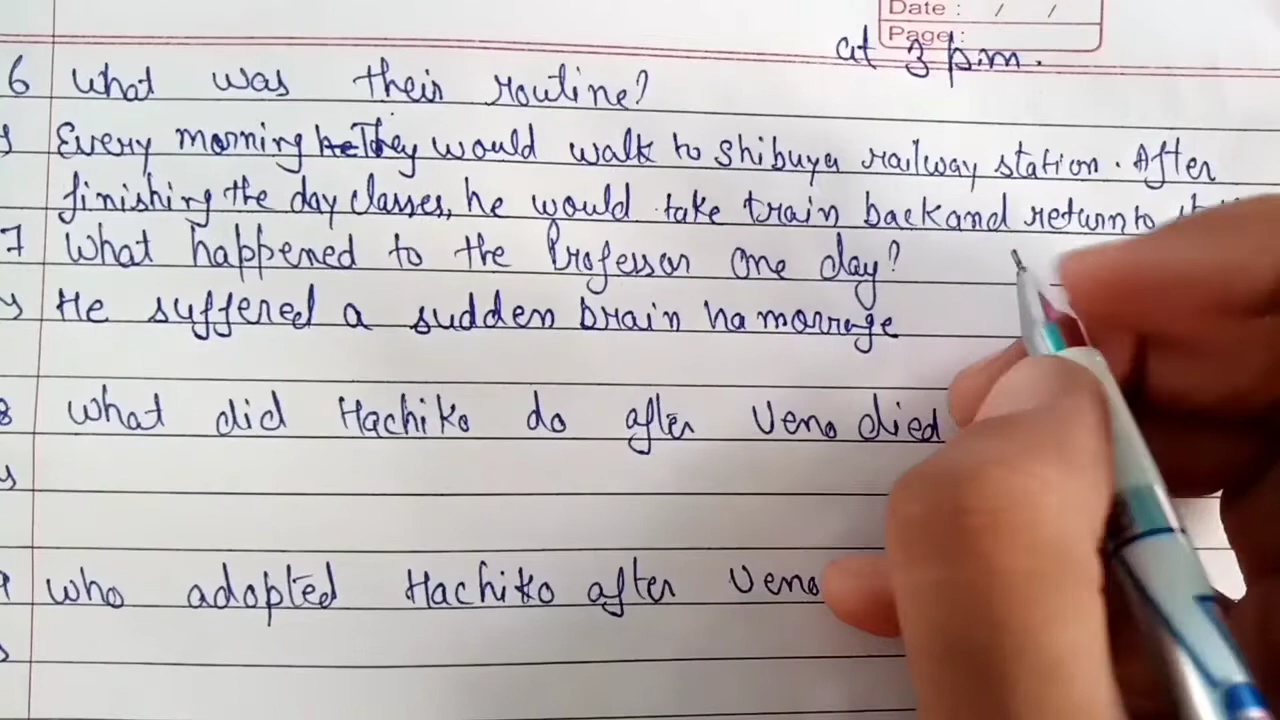 Date : / /
Page :
at 3 p.m.
6 What was their routine?
Every morning he They would walk to Shibuya railway station. After
finishing the day classes, he would take train back and return to
7 What happened to the Professor one day?
He suffered a sudden brain hamorrage
8 What did Hachiko do after Ueno died
who adopted Hachiko after Ueno